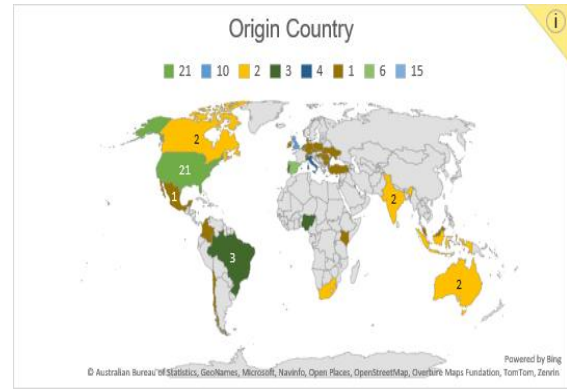 i
Origin Country
21 10 2 3 4 1 6 15
2
21
1
2
3
2
Powered by Bing
© Australian Bureau of Statistics, GeoNames, Microsoft, Navinfo, Open Places, OpenStreetMap, Overture Maps Fundation, TomTom, Zenrin